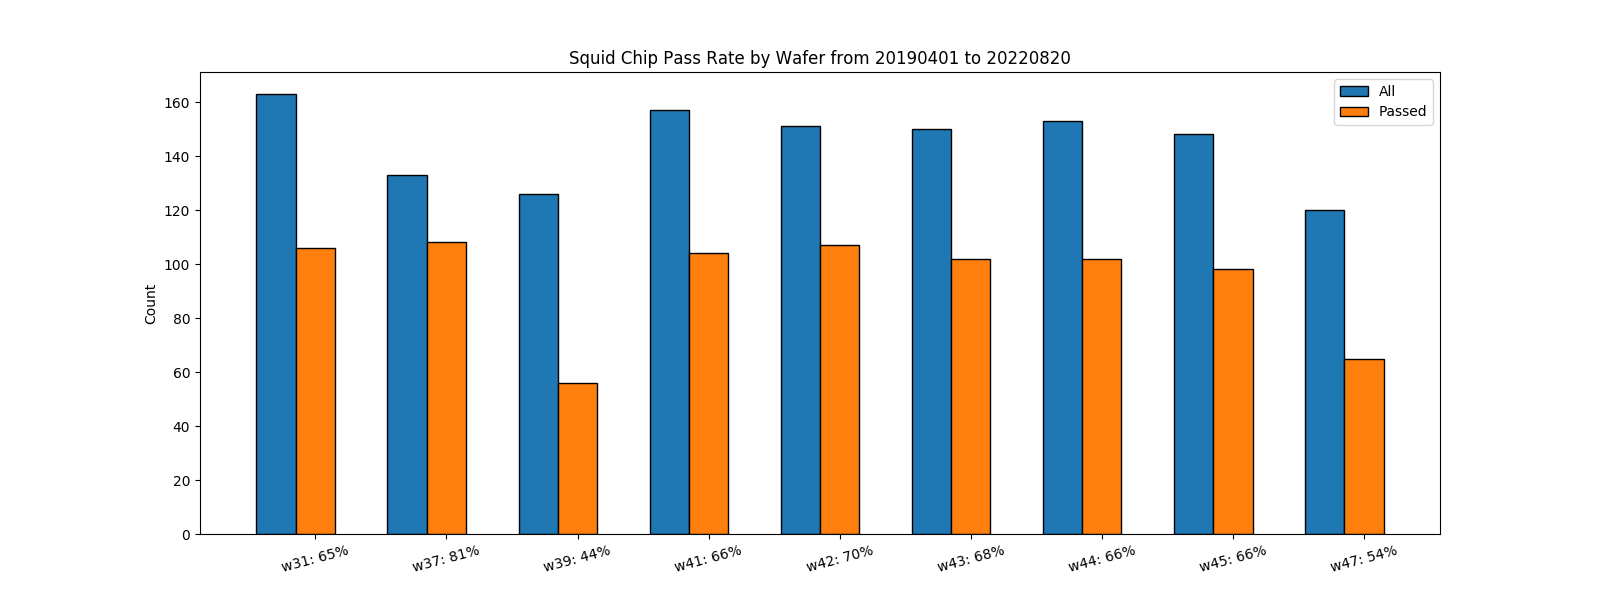 Squid Chip Pass Rate by Wafer from 20190401 to 20220820
All
Passed
Count
160
140
120
100
80
60
40
20
0
w31: 65%
w37: 81%
w39: 44%
w41: 66%
w42: 70%
w43: 68%
w44: 66%
w45: 66%
w47: 54%